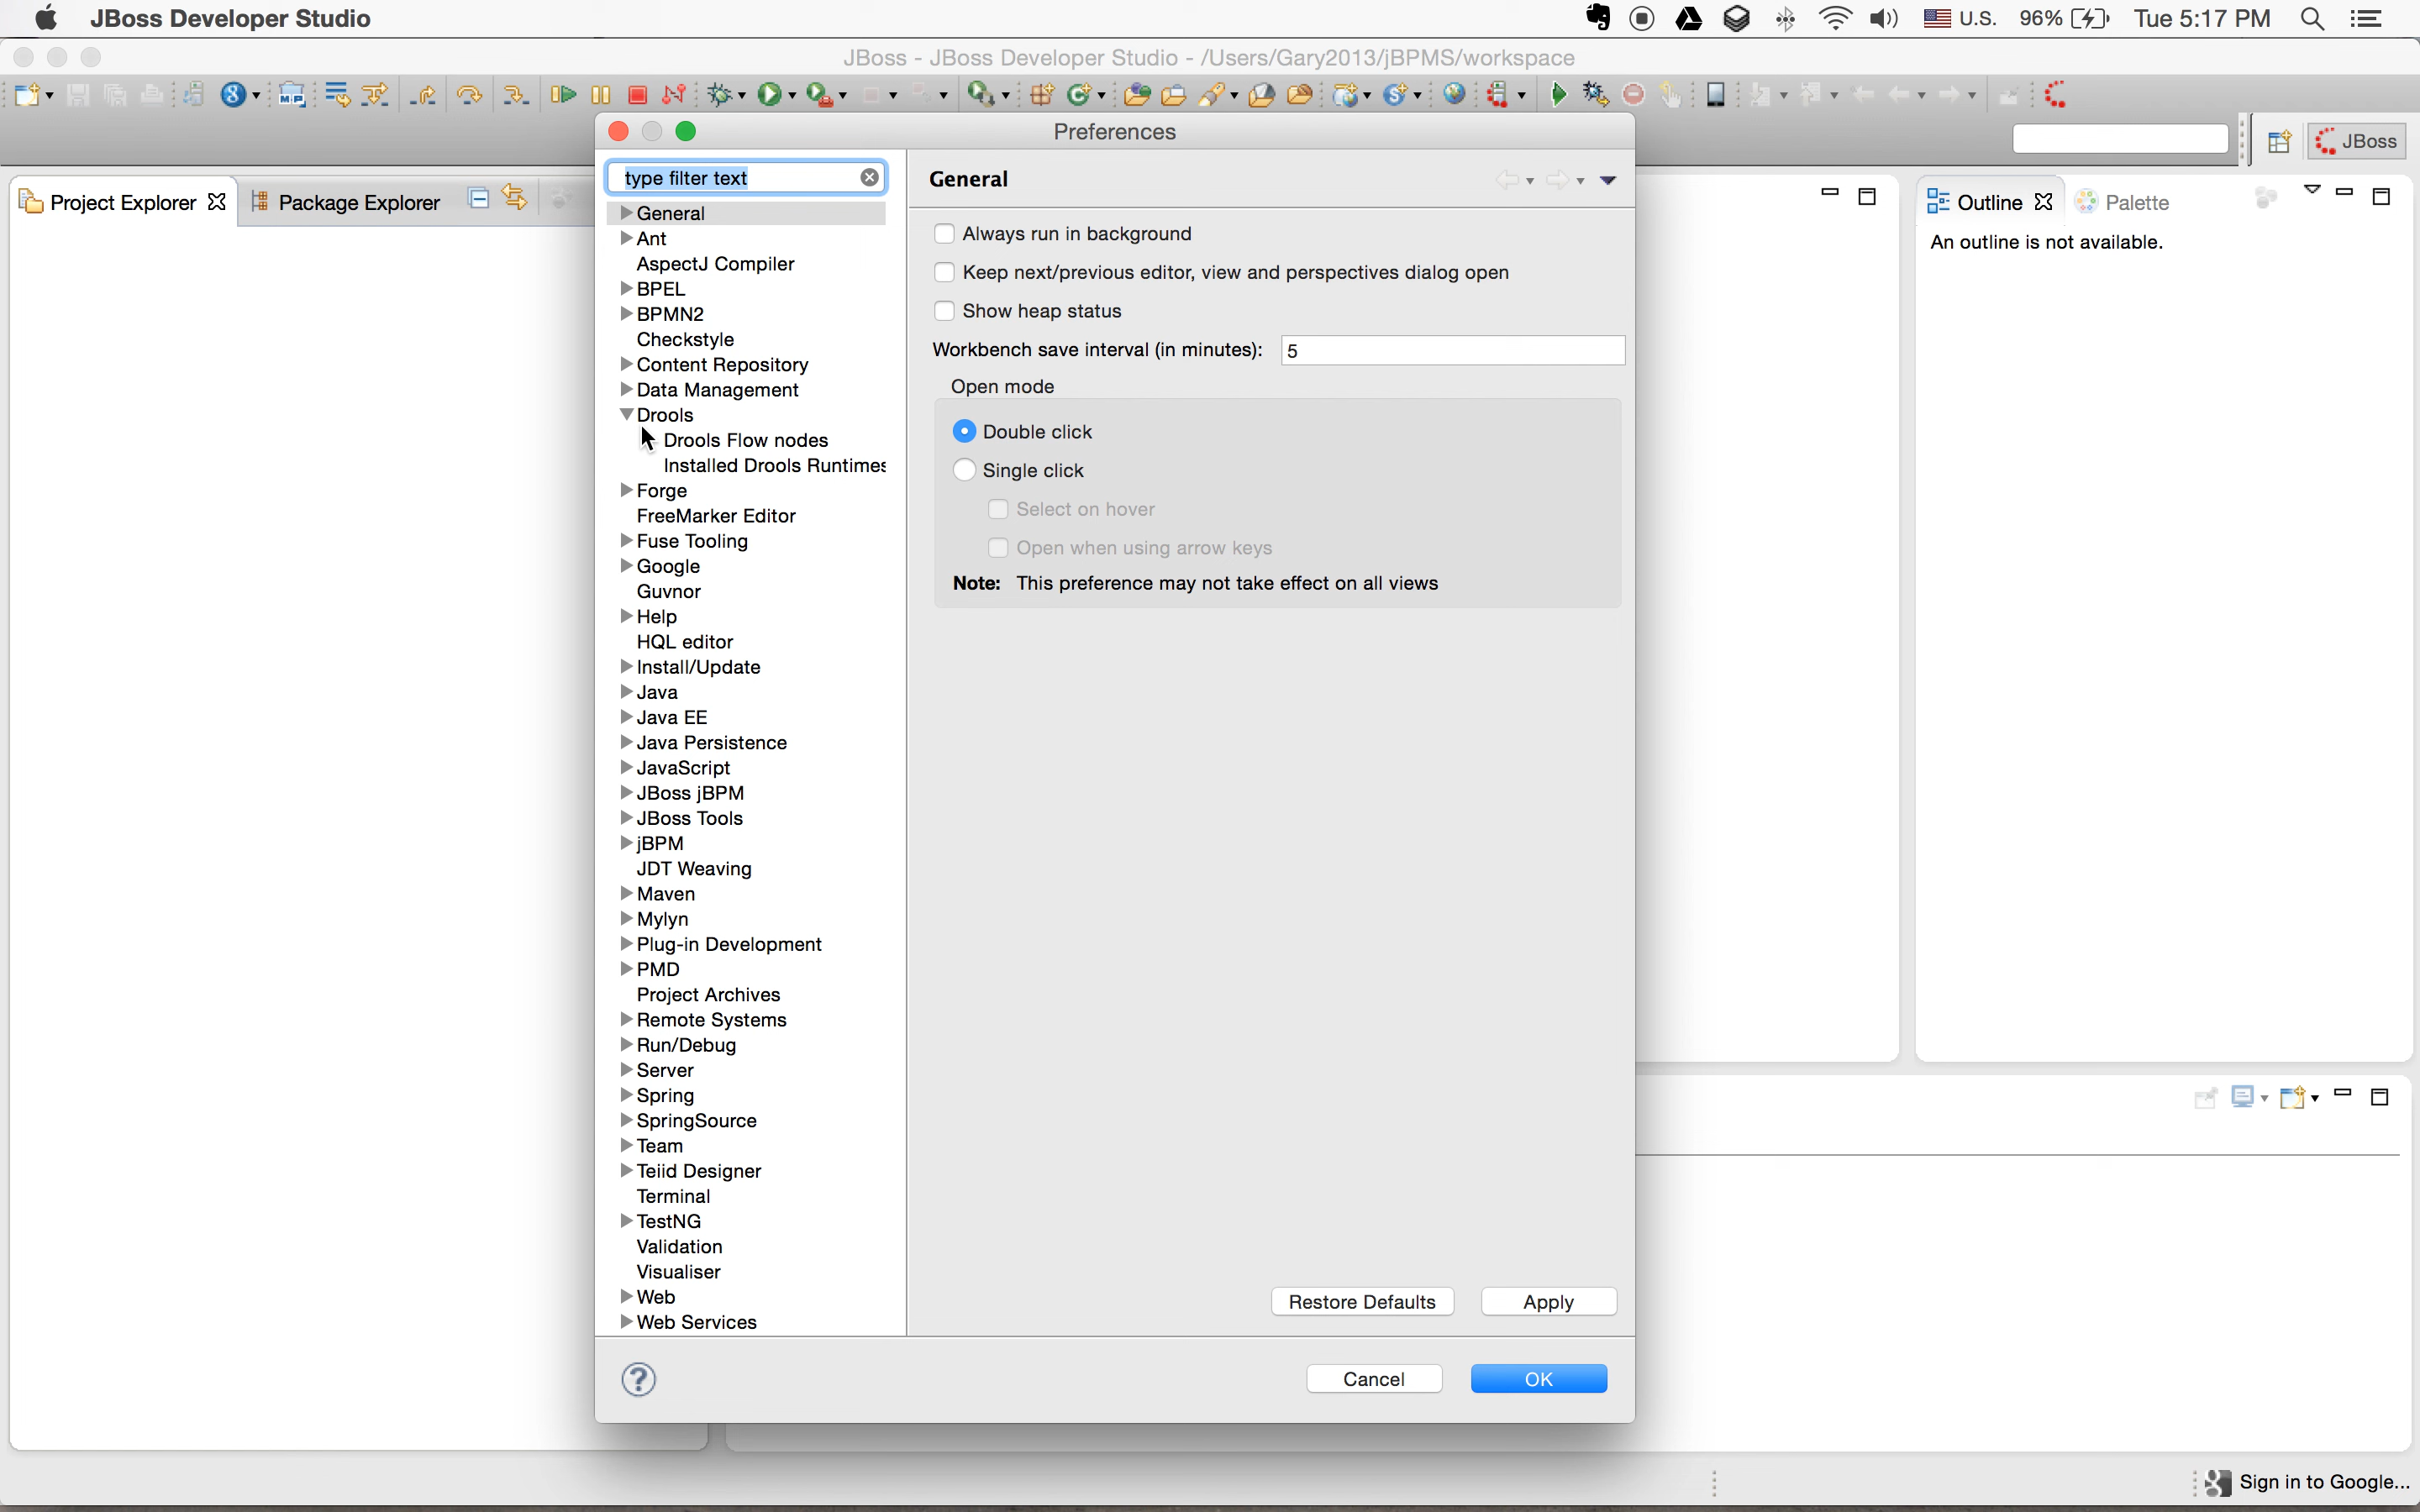 JBoss Developer Studio
U.S. 96% Tue 5:17 PM
JBoss - JBoss Developer Studio - /Users/Gary2013/jBPMS/workspace
JBoss
Preferences
Project Explorer
Package Explorer
type filter text
General
Ant
AspectJ Compiler
BPEL
BPMN2
Checkstyle
Content Repository
Data Management
Drools
Drools Flow nodes
Installed Drools Runtimes
Forge
FreeMarker Editor
Fuse Tooling
Google
Guvnor
Help
HQL editor
Install/Update
Java
Java EE
Java Persistence
JavaScript
JBoss jBPM
JBoss Tools
jBPM
JDT Weaving
Maven
Mylyn
Plug-in Development
PMD
Project Archives
Remote Systems
Run/Debug
Server
Spring
SpringSource
Team
Teiid Designer
Terminal
TestNG
Validation
Visualiser
Web
Web Services
General
Always run in background
Keep next/previous editor, view and perspectives dialog open
Show heap status
Workbench save interval (in minutes): 5
Open mode
Double click
Single click
Select on hover
Open when using arrow keys
Note: This preference may not take effect on all views
Restore Defaults
Apply
Cancel
OK
Outline
Palette
An outline is not available.
Sign in to Google...